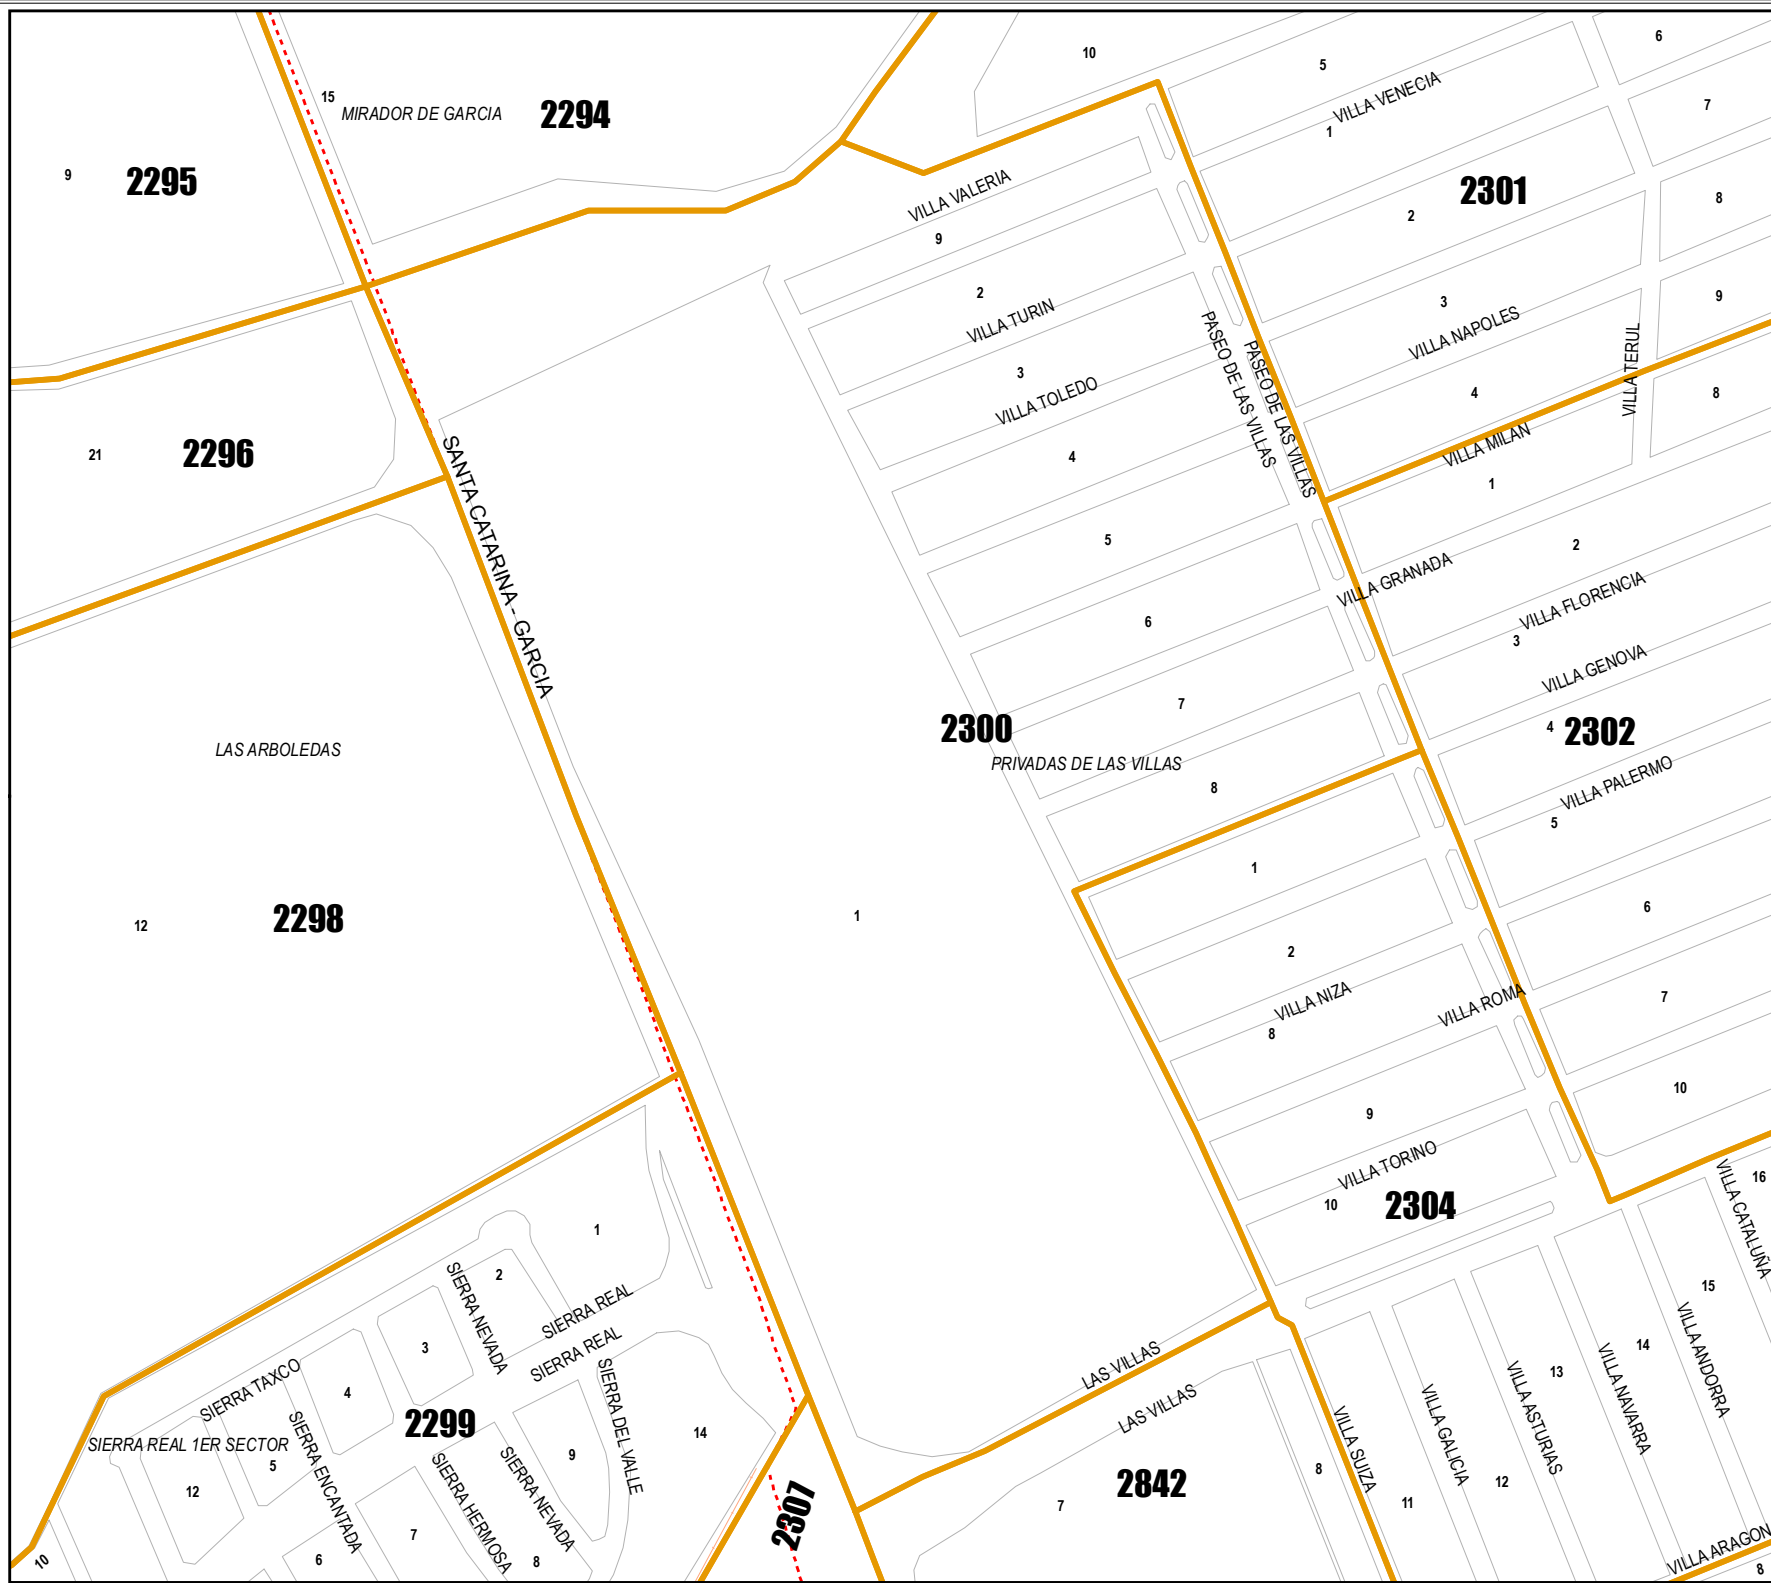 10
5
6
VILLA VENECIA
15
MIRADOR DE GARCIA
2294
7
1
9
2295
2301
VILLA VALERIA
2
8
9
2
3
9
VILLA TURIN
VILLA NAPOLES
PASEO DE LAS VILLAS
PASEO DE LAS VILLAS
VILLA TERUL
3
VILLA TOLEDO
4
8
21
2296
SANTA CATARINA - GARCIA
4
VILLA MILAN
1
5
2
VILLA GRANADA
VILLA FLORENCIA
6
3
VILLA GENOVA
7
2300
4
2302
LAS ARBOLEDAS
PRIVADAS DE LAS VILLAS
8
VILLA PALERMO
5
1
12
2298
1
6
2
VILLA NIZA
VILLA ROMA
7
8
10
9
VILLA TORINO
10
2304
16
VILLA CATALUÑA
1
2
SIERRA NEVADA
SIERRA REAL
15
3
SIERRA REAL
14
VILLA ANDORRA
SIERRA TAXCO
4
SIERRA DEL VALLE
LAS VILLAS
LAS VILLAS
13
VILLA NAVARRA
VILLA ASTURIAS
2299
SIERRA REAL 1ER SECTOR
5
SIERRA ENCANTADA
14
VILLA GALICIA
VILLA SUIZA
9
SIERRA NEVADA
SIERRA HERMOSA
12
2307
2842
8
12
11
7
7
6
8
10
VILLA ARAGON
8